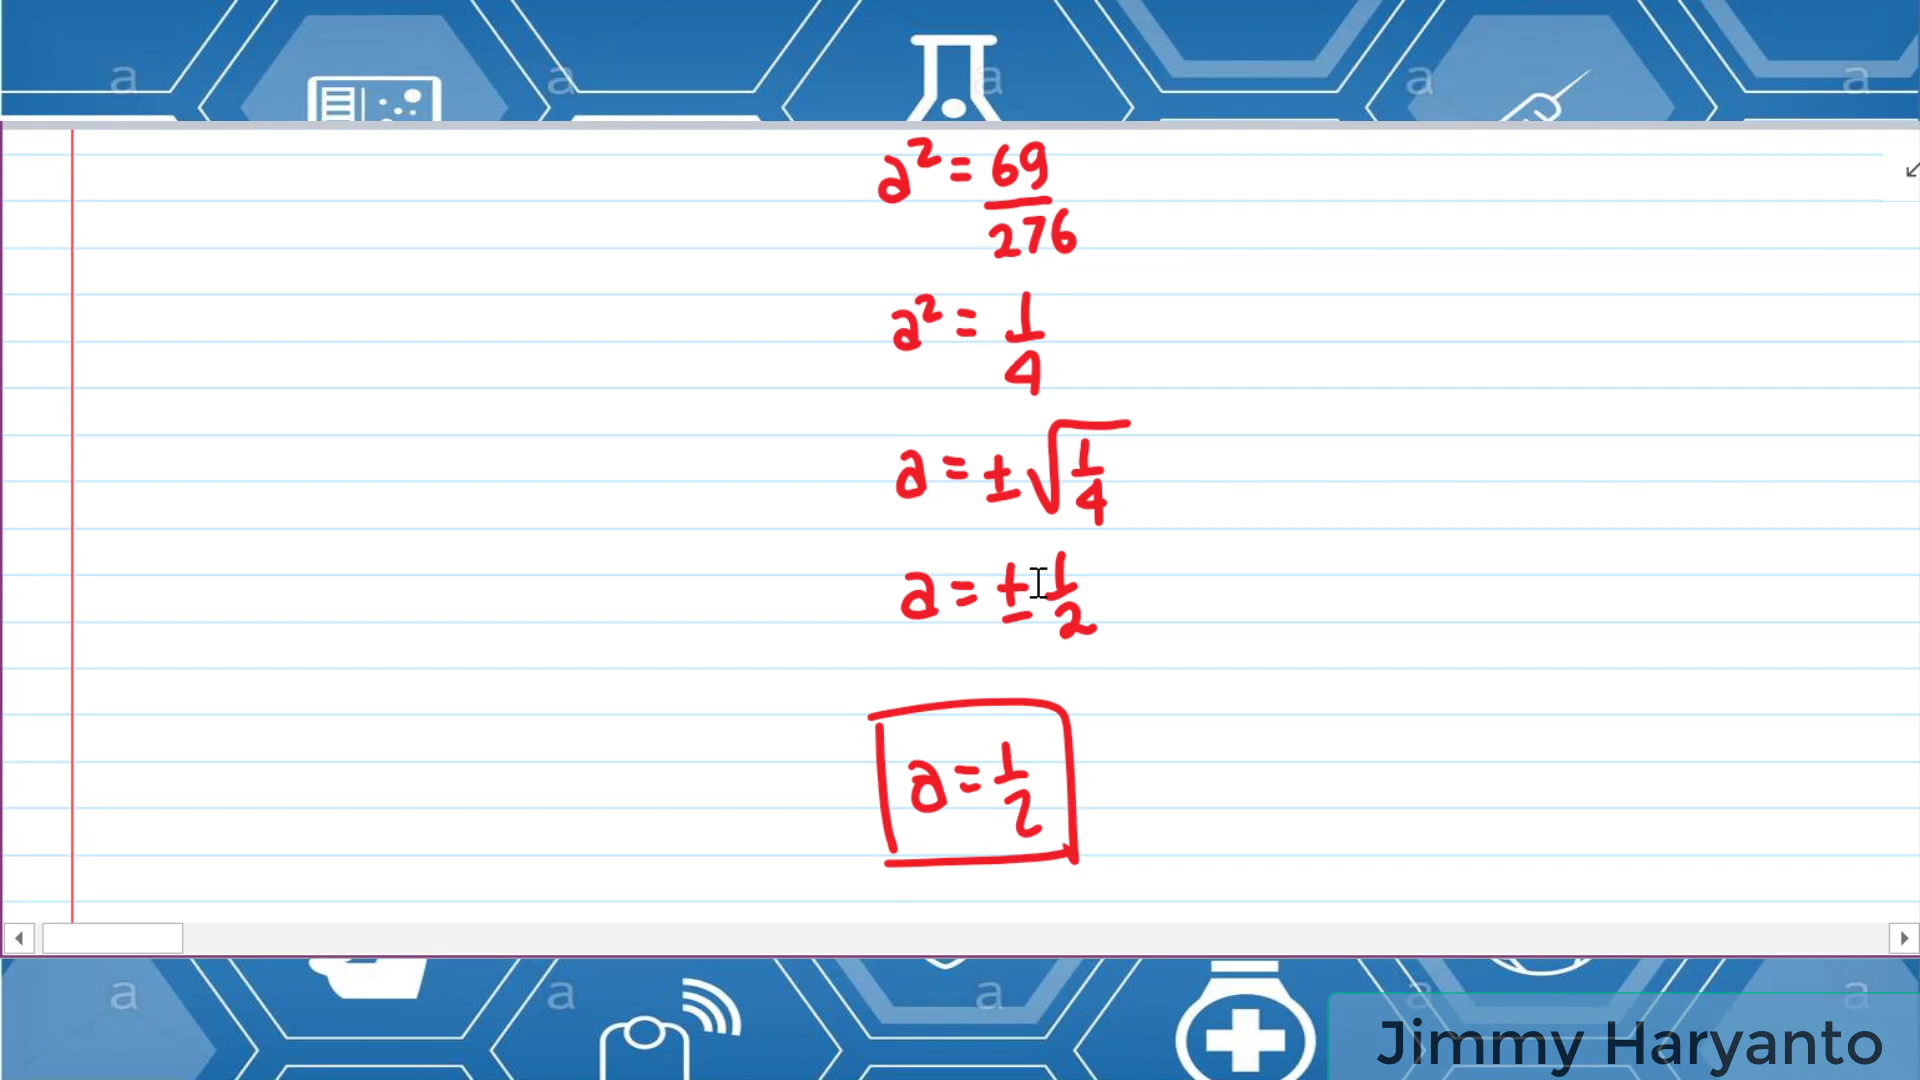 a² = 69/276
a² = 1/4
a = ± √(1/4)
a = ± 1/2
a = 1/2
Jimmy Haryanto